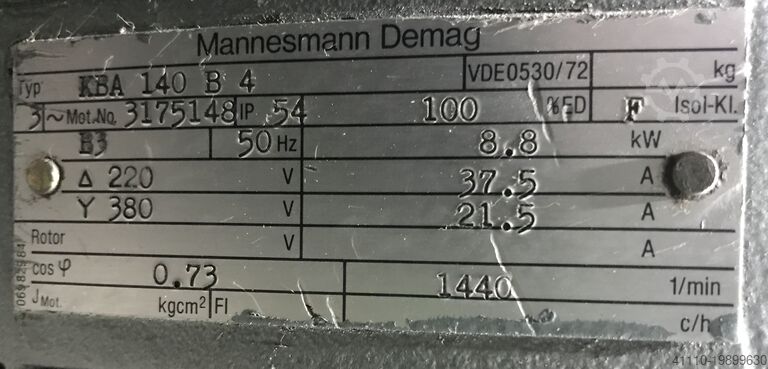 Mannesmann Demag
Typ KBA 140 B 4 VDE0530/72 kg
3~ Mot.No. 3175148 IP 54 100 %ED F Isol-Kl.
B3 50 Hz 8.8 kW
Δ 220 V 37.5 A
Y 380 V 21.5 A
Rotor V A
cos φ 0.73 1440 1/min
J Mot. kgcm² FI c/h
41110-19899630